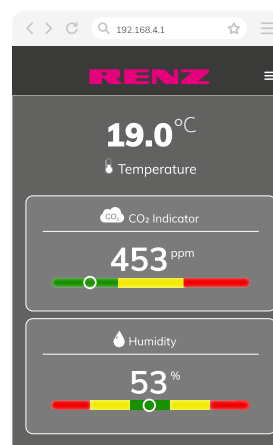 192.168.4.1
RENZ
19.0°C
Temperature
CO₂
CO₂ Indicator
453 ppm
Humidity
53 %